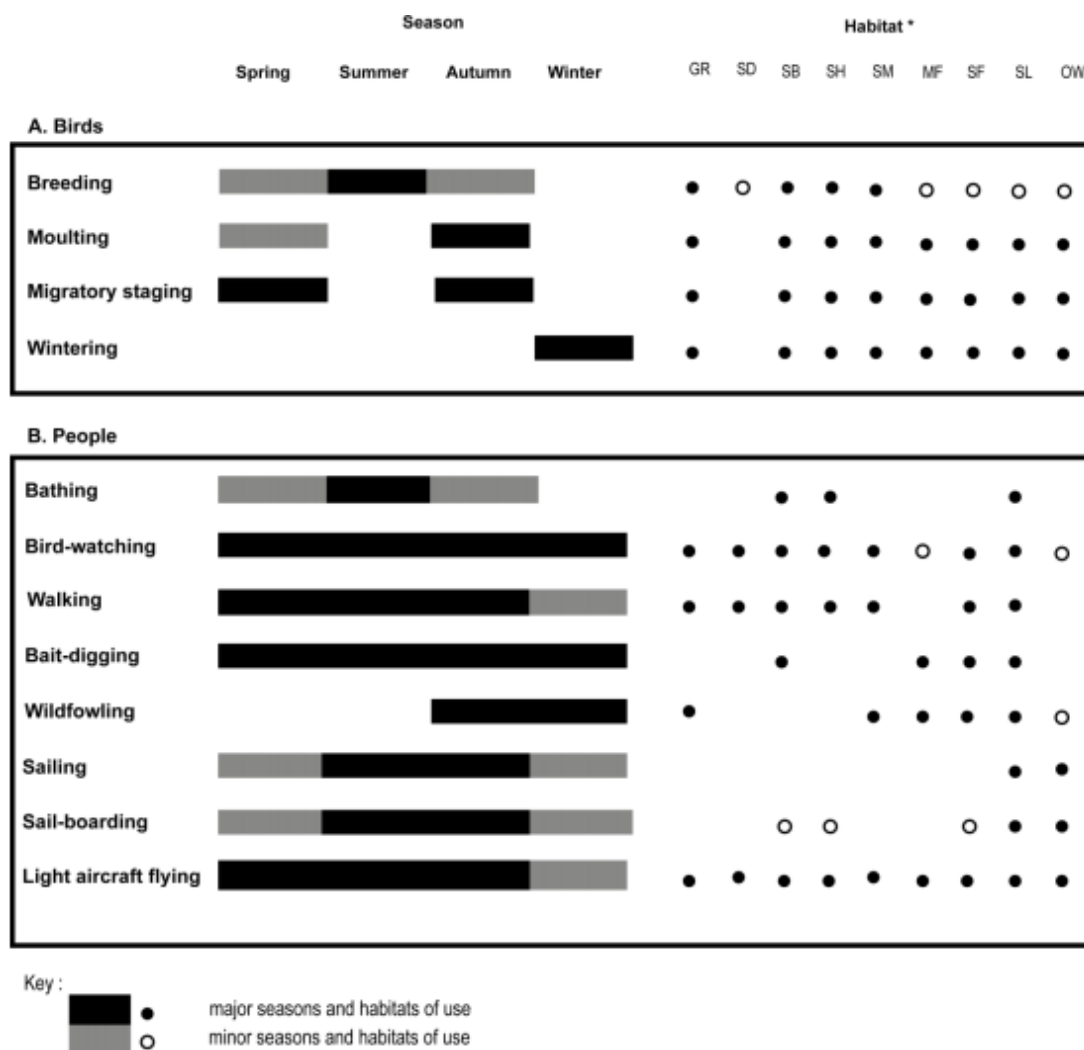 Season Habitat *
Spring Summer Autumn Winter GR SD SB SH SM MF SF SL OW
A. Birds
Breeding
Moulting
Migratory staging
Wintering
B. People
Bathing
Bird-watching
Walking
Bait-digging
Wildfowling
Sailing
Sail-boarding
Light aircraft flying
Key :
major seasons and habitats of use
minor seasons and habitats of use